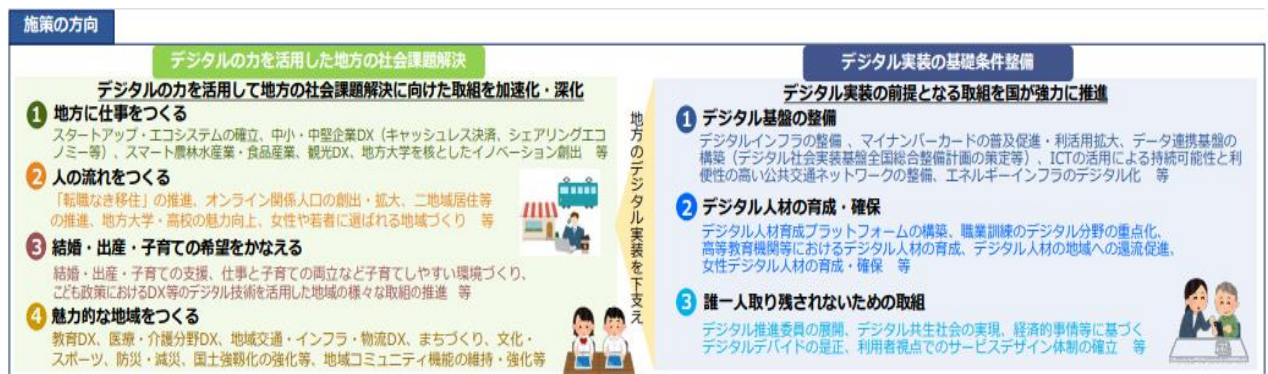 施策の方向
デジタルの力を活用した地方の社会課題解決
デジタルの力を活用して地方の社会課題解決に向けた取組を加速化・深化
1 地方に仕事をつくる
スタートアップ・エコシステムの確立、中小・中堅企業DX（キャッシュレス決済、シェアリングエコ
ノミー等）、スマート農林水産業・食品産業、観光DX、地方大学を核としたイノベーション創出　等
2 人の流れをつくる
「転職なき移住」の推進、オンライン関係人口の創出・拡大、二地域居住等
の推進、地方大学・高校の魅力向上、女性や若者に選ばれる地域づくり　等
3 結婚・出産・子育ての希望をかなえる
結婚・出産・子育ての支援、仕事と子育ての両立など子育てしやすい環境づくり、
こども政策におけるDX等のデジタル技術を活用した地域の様々な取組の推進　等
4 魅力的な地域をつくる
教育DX、医療・介護分野DX、地域交通・インフラ・物流DX、まちづくり、文化・
スポーツ、防災・減災、国土強靱化の強化等、地域コミュニティ機能の維持・強化等
地方のデジタル実装を下支え
デジタル実装の基礎条件整備
デジタル実装の前提となる取組を国が強力に推進
1 デジタル基盤の整備
デジタルインフラの整備、マイナンバーカードの普及促進・利活用拡大、データ連携基盤の
構築（デジタル社会実装基盤全国総合整備計画の策定等）、ICTの活用による持続可能性と利
便性の高い公共交通ネットワークの整備、エネルギーインフラのデジタル化　等
2 デジタル人材の育成・確保
デジタル人材育成プラットフォームの構築、職業訓練のデジタル分野の重点化、
高等教育機関等におけるデジタル人材の育成、デジタル人材の地域への還流促進、
女性デジタル人材の育成・確保　等
3 誰一人取り残されないための取組
デジタル推進委員の展開、デジタル共生社会の実現、経済的事情等に基づく
デジタルデバイドの是正、利用者視点でのサービスデザイン体制の確立　等